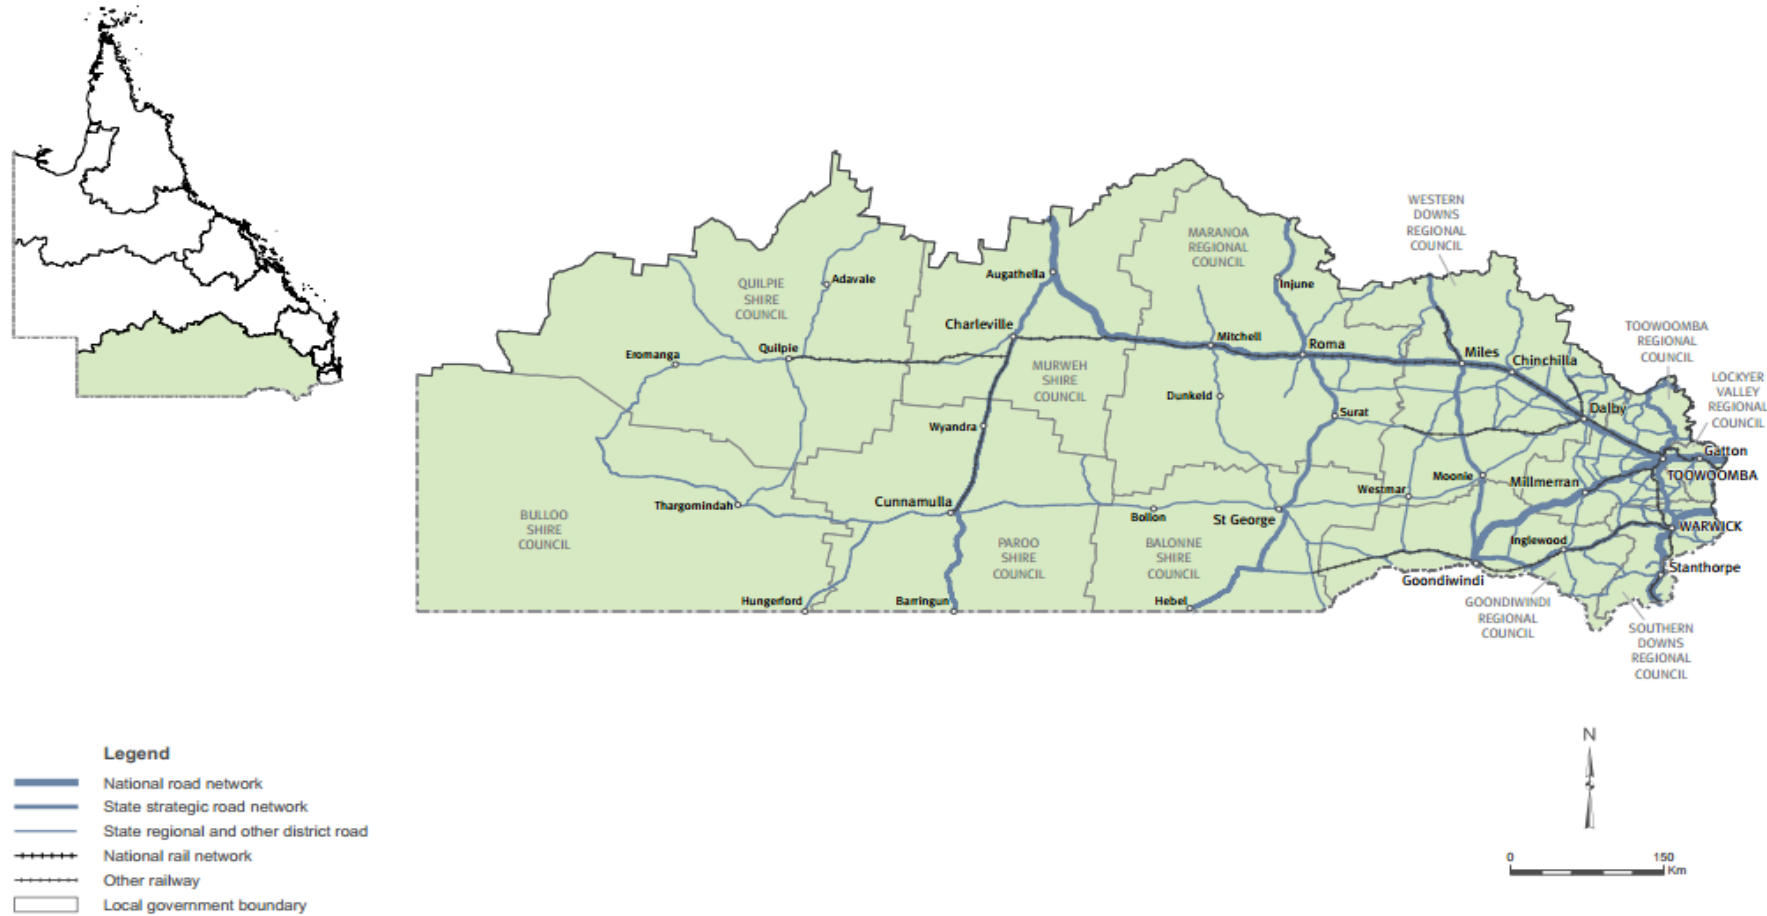 WESTERN
DOWNS
REGIONAL
COUNCIL
MARANOA
REGIONAL
COUNCIL
Augathella
Adavale
Injune
QUILPIE
SHIRE
COUNCIL
Charleville
Mitchell
Roma
TOOWOOMBA
REGIONAL
COUNCIL
Eromanga
Quilpie
Miles
Chinchilla
MURWEH
SHIRE
COUNCIL
LOCKYER
VALLEY
REGIONAL
COUNCIL
Dunkeld
Surat
Dalby
Wyandra
Gatton
TOOWOOMBA
Moonie
Millmerran
Westmar
Thargomindah
Cunnamulla
Bollon
St George
WARWICK
BULLOO
SHIRE
COUNCIL
PAROO
SHIRE
COUNCIL
BALONNE
SHIRE
COUNCIL
Inglewood
Stanthorpe
Goondiwindi
Hungerford
Barringun
Hebel
GOONDIWINDI
REGIONAL
COUNCIL
SOUTHERN
DOWNS
REGIONAL
COUNCIL
N
0 150
Km
Legend
National road network
State strategic road network
State regional and other district road
National rail network
Other railway
Local government boundary